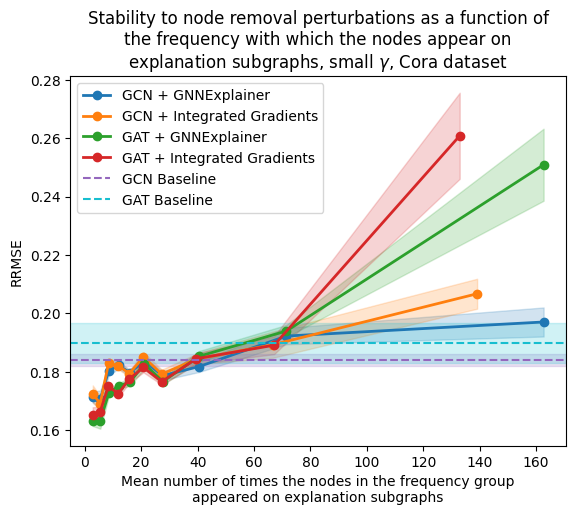 Stability to node removal perturbations as a function of
the frequency with which the nodes appear on
explanation subgraphs, small γ, Cora dataset
GCN + GNNExplainer
GCN + Integrated Gradients
GAT + GNNExplainer
GAT + Integrated Gradients
GCN Baseline
GAT Baseline
RRMSE
0.28
0.26
0.24
0.22
0.20
0.18
0.16
0 20 40 60 80 100 120 140 160
Mean number of times the nodes in the frequency group
appeared on explanation subgraphs